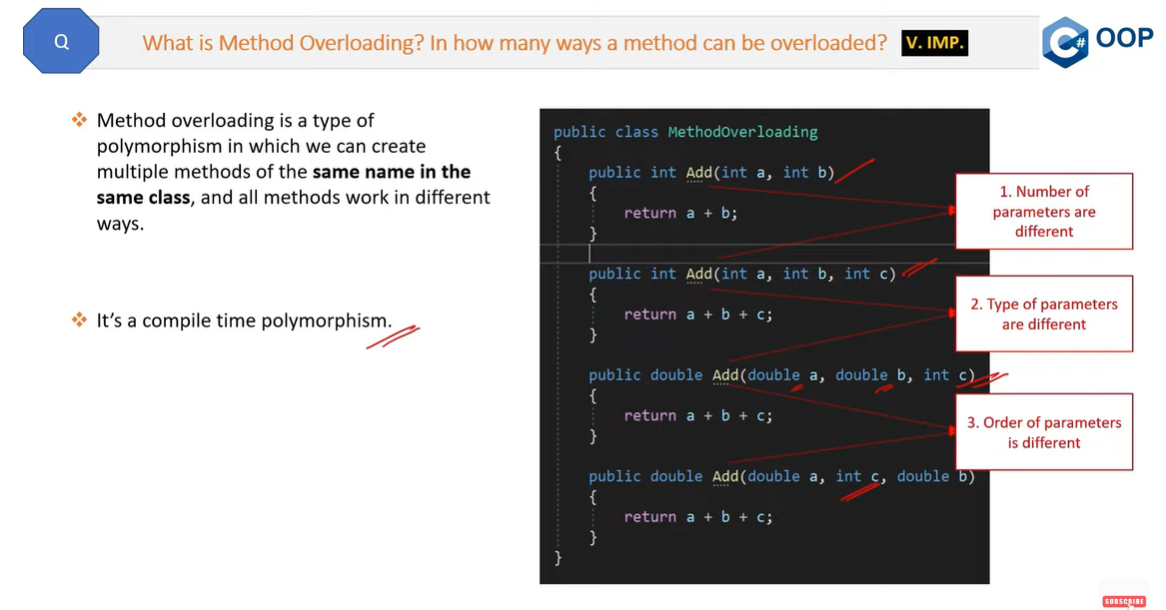 Q
What is Method Overloading? In how many ways a method can be overloaded?
V. IMP.
C#
OOP
❖ Method overloading is a type of
polymorphism in which we can create
multiple methods of the same name in the
same class, and all methods work in different
ways.
❖ It's a compile time polymorphism.
public class MethodOverloading
{
public int Add(int a, int b)
{
return a + b;
}
public int Add(int a, int b, int c)
{
return a + b + c;
}
public double Add(double a, double b, int c)
{
return a + b + c;
}
public double Add(double a, int c, double b)
{
return a + b + c;
}
}
1. Number of
parameters are
different
2. Type of parameters
are different
3. Order of parameters
is different
SUBSCRIBE